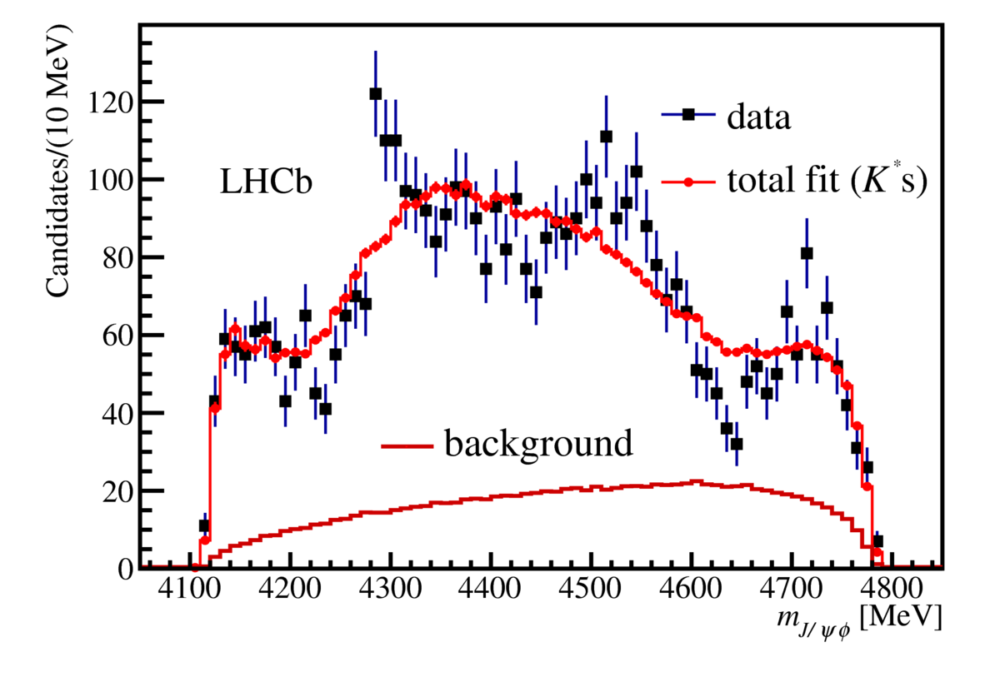 Candidates/(10 MeV)
120
100
80
60
40
20
0
LHCb
data
total fit (K*s)
background
4100 4200 4300 4400 4500 4600 4700 4800
m_{J/ψϕ} [MeV]